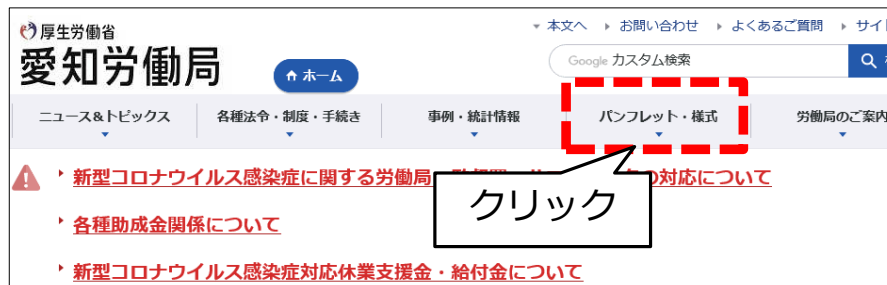 厚生労働省
本文へ お問い合わせ よくあるご質問 サイト
愛知労働局
ホーム
Google カスタム検索
ニュース&トピックス 各種法令・制度・手続き 事例・統計情報 パンフレット・様式 労働局のご案内
新型コロナウイルス感染症に関する労働局 の対応について
クリック
各種助成金関係について
新型コロナウイルス感染症対応休業支援金・給付金について